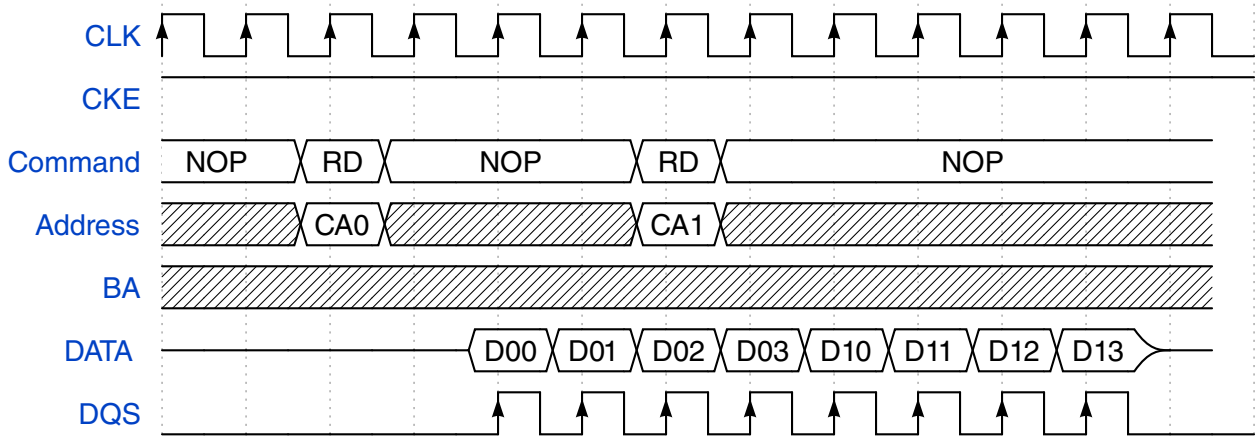 CLK
CKE
Command NOP RD NOP RD NOP
Address CA0 CA1
BA
DATA D00 D01 D02 D03 D10 D11 D12 D13
DQS